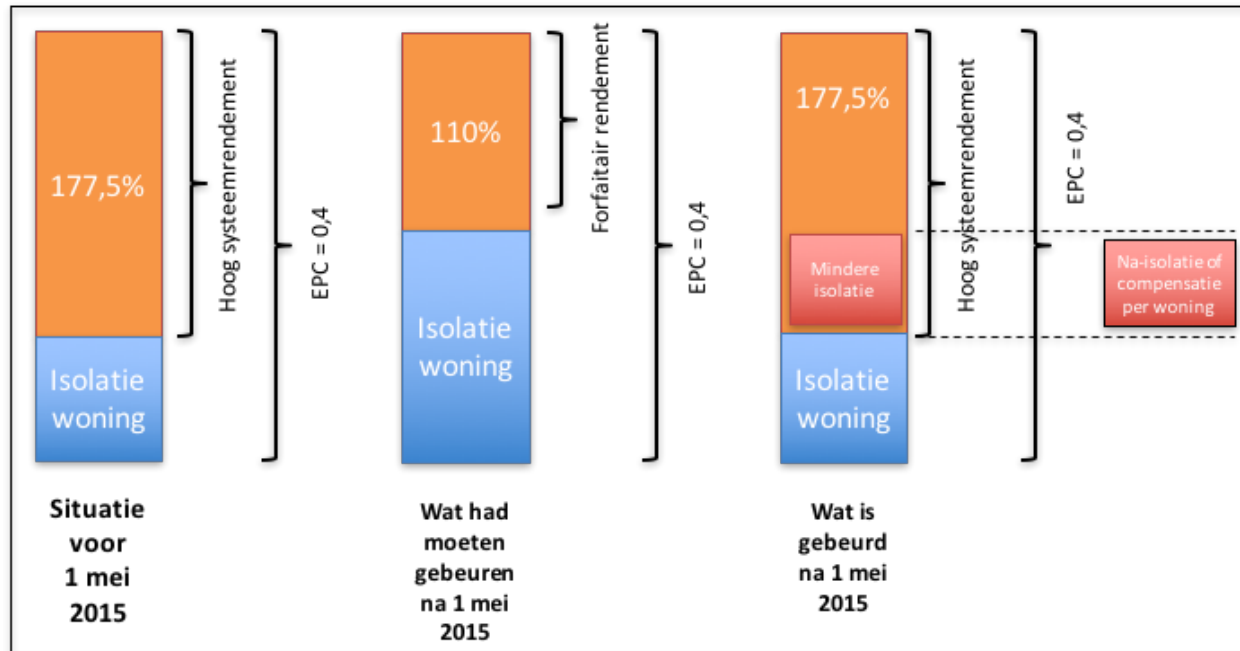 177,5%
Isolatie
woning
Hoog systeemrendement
EPC = 0,4
Situatie
voor
1 mei
2015
110%
Isolatie
woning
Forfaitair rendement
EPC = 0,4
Wat had
moeten
gebeuren
na 1 mei
2015
177,5%
Mindere
isolatie
Isolatie
woning
Hoog systeemrendement
EPC = 0,4
Na-isolatie of
compensatie
per woning
Wat is
gebeurd
na 1 mei
2015